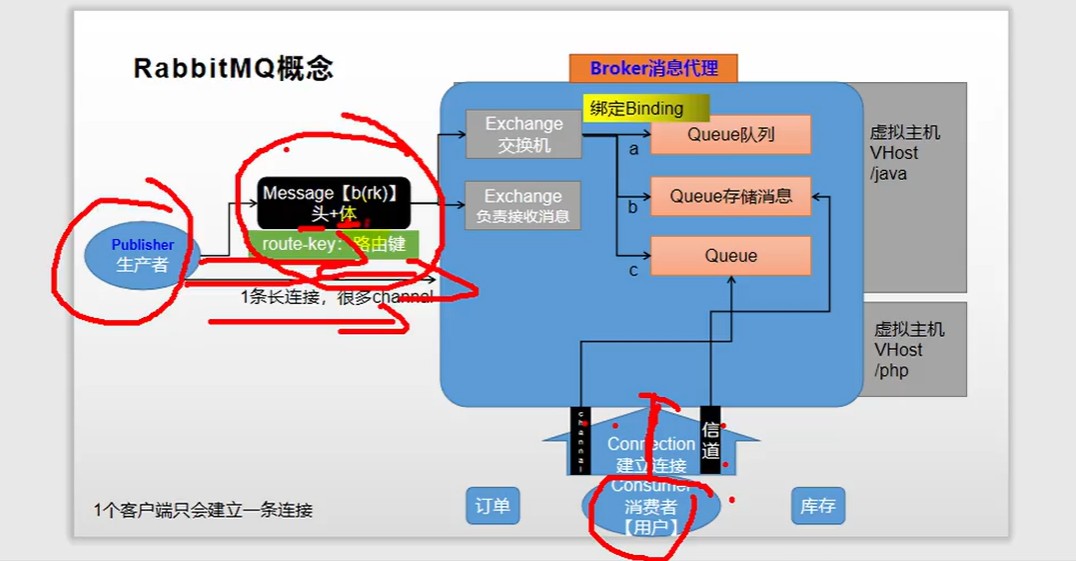 RabbitMQ概念
Broker消息代理
绑定Binding
Exchange
交换机
Queue队列
a
虚拟主机
VHost
/java
Message【b(rk)】
头+体
Exchange
负责接收消息
Queue存储消息
b
Publisher
生产者
route-key：路由键
Queue
c
1条长连接，很多channel
虚拟主机
VHost
/php
channal
Connection
建立连接
信道
Consumer
消费者
【用户】
订单
库存
1个客户端只会建立一条连接